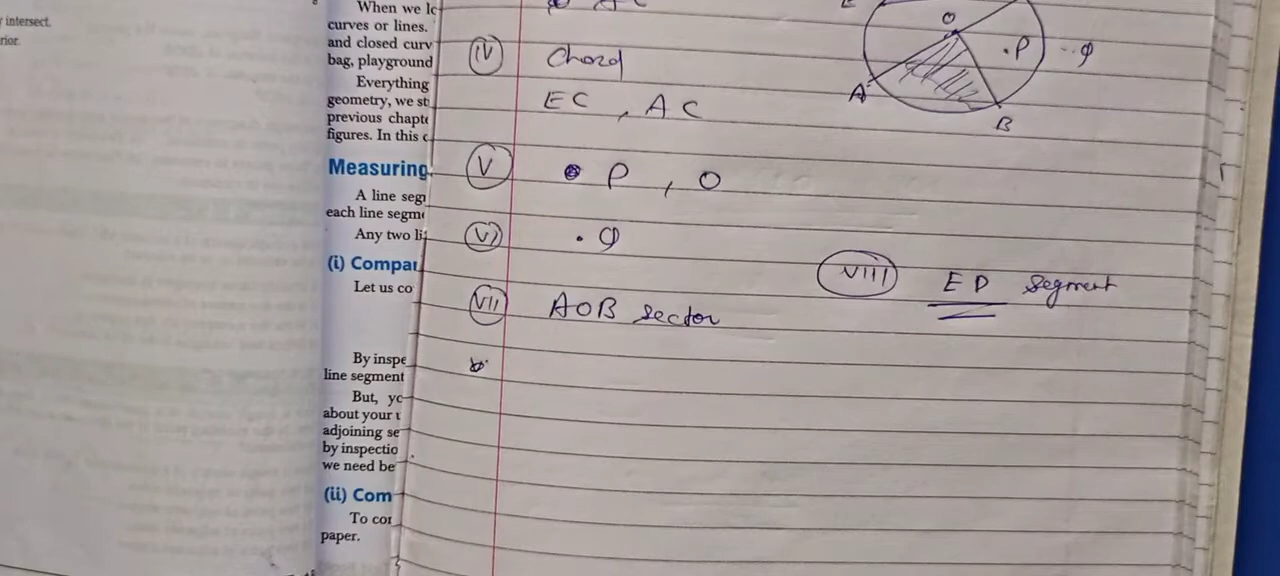 intersect.
rior.
When we lo
curves or lines.
and closed curv
bag, playground
Everything
geometry, we st
previous chapt
figures. In this c
Measuring
A line seg
each line segm
Any two li
(i) Compa
Let us co
By inspe
line segment
But, yo
about your
adjoining se
by inspectio
we need be
(ii) Com
To co
paper.
O
P
Q
A
B
IV Chord
EC , AC
V P , O
VI . Q
VII AOB sector
VIII ED segment